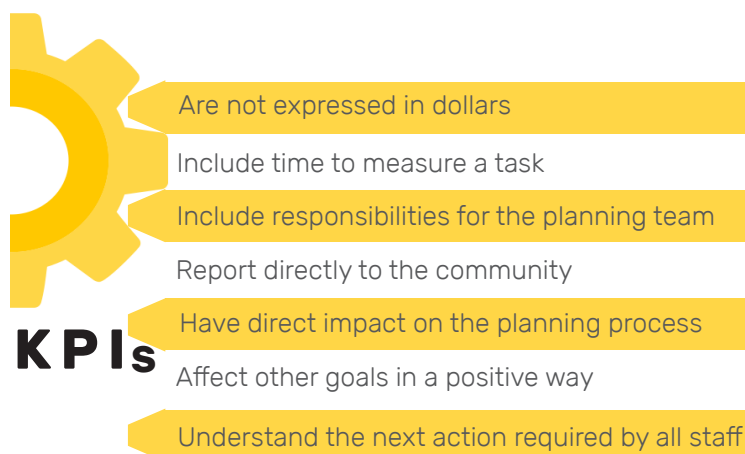 Are not expressed in dollars
Include time to measure a task
Include responsibilities for the planning team
Report directly to the community
Have direct impact on the planning process
KPIs
Affect other goals in a positive way
Understand the next action required by all staff